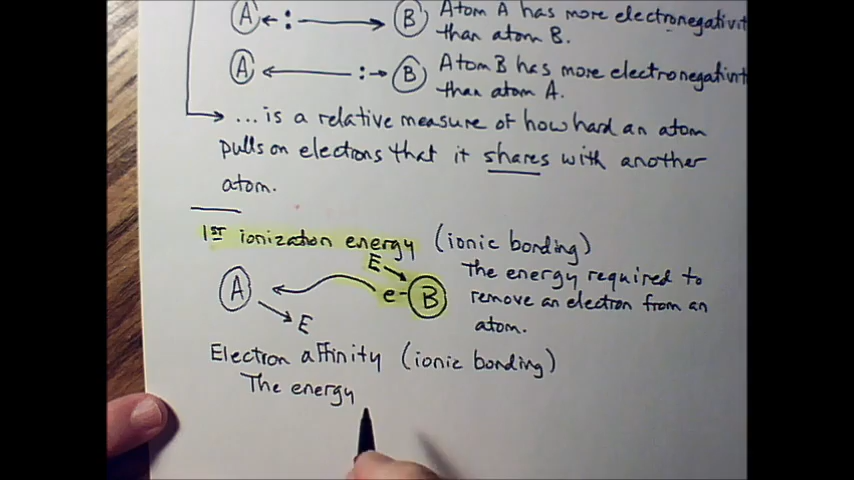 A ← : → B Atom A has more electronegativit
than atom B.
A ← : → B Atom B has more electronegativit
than atom A.
... is a relative measure of how hard an atom
pulls on electrons that it shares with another
atom.
1ST ionization energy (ionic bonding)
E
The energy required to
A e- B remove an electron from an
E atom.
Electron affinity (ionic bonding)
The energy